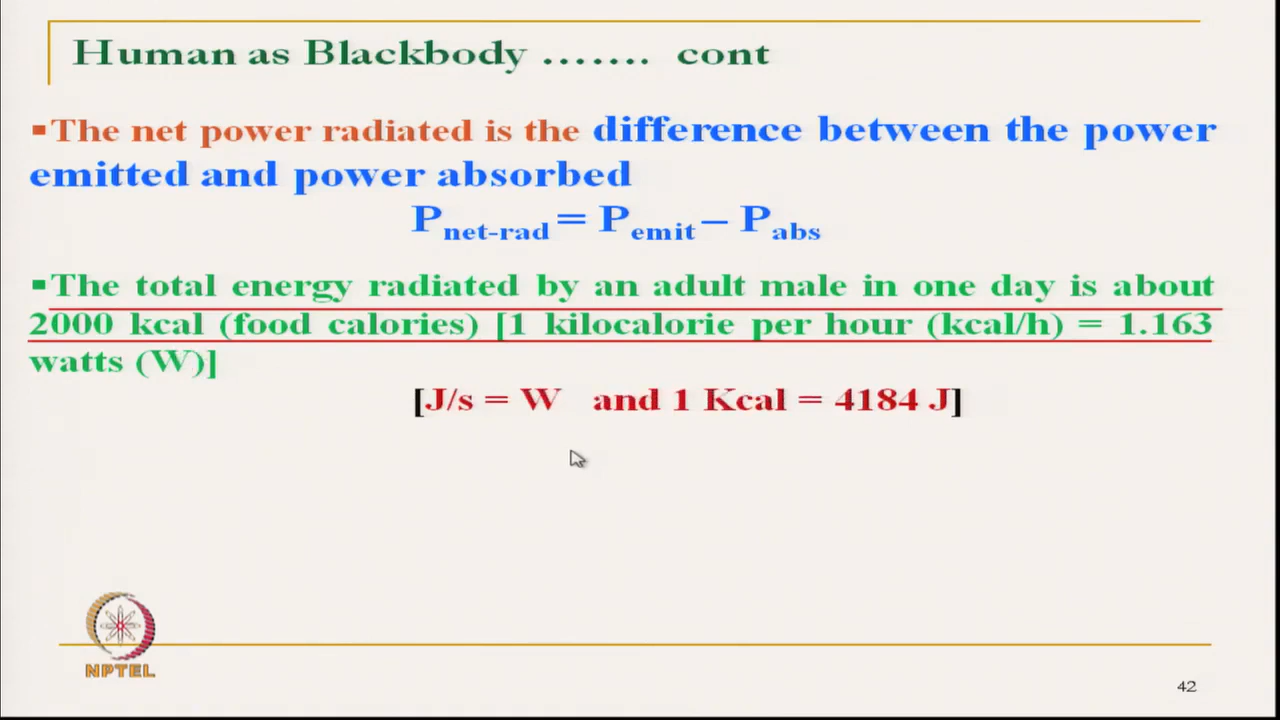 Human as Blackbody ....... cont
▪The net power radiated is the difference between the power
emitted and power absorbed
Pnet-rad = Pemit – Pabs
▪The total energy radiated by an adult male in one day is about
2000 kcal (food calories) [1 kilocalorie per hour (kcal/h) = 1.163
watts (W)]
[J/s = W and 1 Kcal = 4184 J]
NPTEL
42